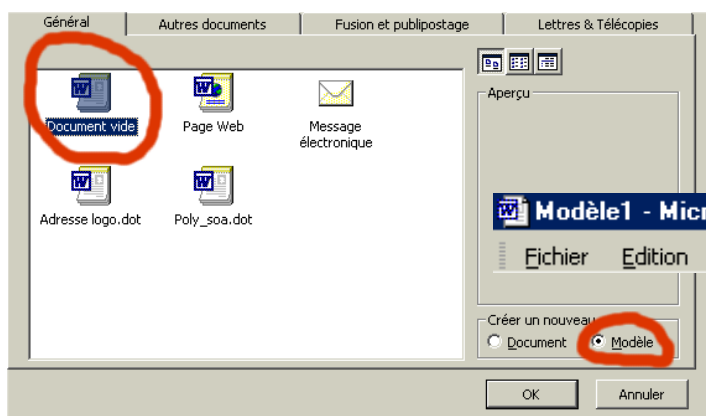 Général Autres documents Fusion et publipostage Lettres & Télécopies
Aperçu
Document vide Page Web Message électronique
Adresse logo.dot Poly_soa.dot
Modèle1 - Micr
Fichier Edition
Créer un nouveau
Document Modèle
OK Annuler